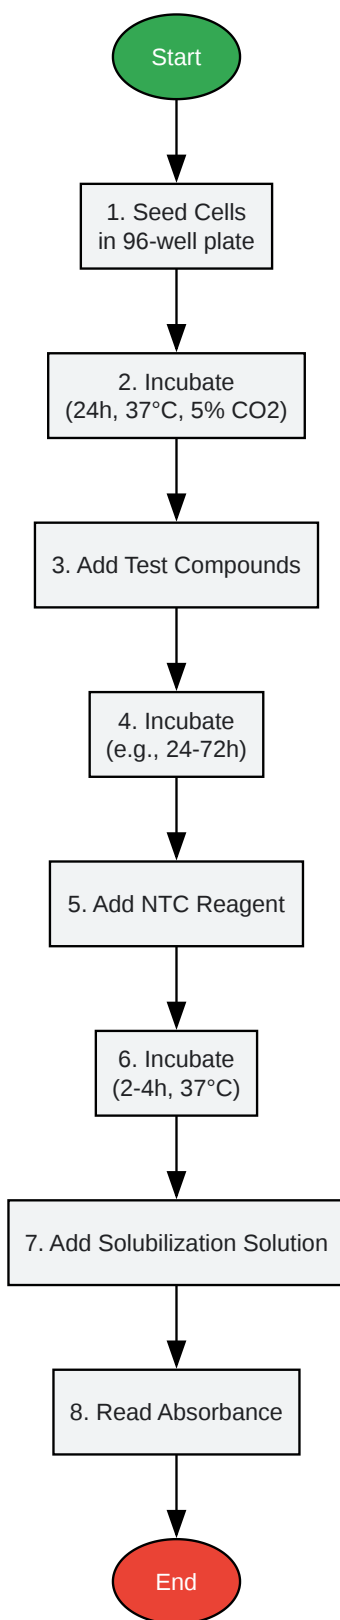 Start
1. Seed Cells
in 96-well plate
2. Incubate
(24h, 37°C, 5% CO2)
3. Add Test Compounds
4. Incubate
(e.g., 24-72h)
5. Add NTC Reagent
6. Incubate
(2-4h, 37°C)
7. Add Solubilization Solution
8. Read Absorbance
End